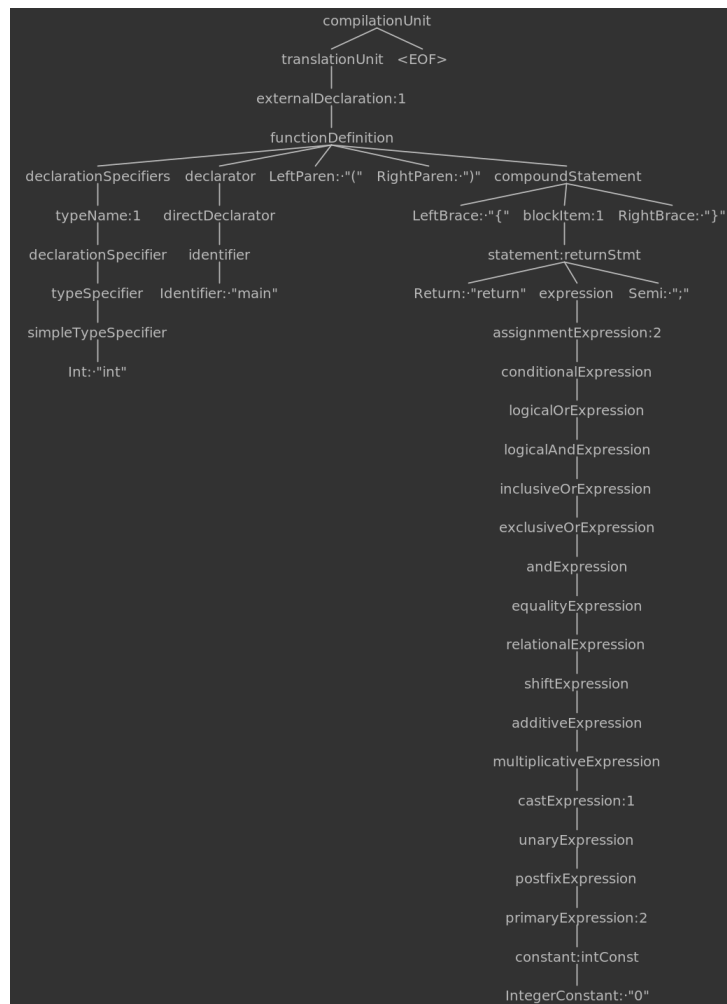 compilationUnit
translationUnit <EOF>
externalDeclaration:1
functionDefinition
declarationSpecifiers declarator LeftParen:·"(" RightParen:·")" compoundStatement
typeName:1 directDeclarator LeftBrace:·"{" blockItem:1 RightBrace:·"}"
declarationSpecifier identifier statement:returnStmt
typeSpecifier Identifier:·"main" Return:·"return" expression Semi:·";"
simpleTypeSpecifier assignmentExpression:2
Int:·"int" conditionalExpression
logicalOrExpression
logicalAndExpression
inclusiveOrExpression
exclusiveOrExpression
andExpression
equalityExpression
relationalExpression
shiftExpression
additiveExpression
multiplicativeExpression
castExpression:1
unaryExpression
postfixExpression
primaryExpression:2
constant:intConst
IntegerConstant:·"0"